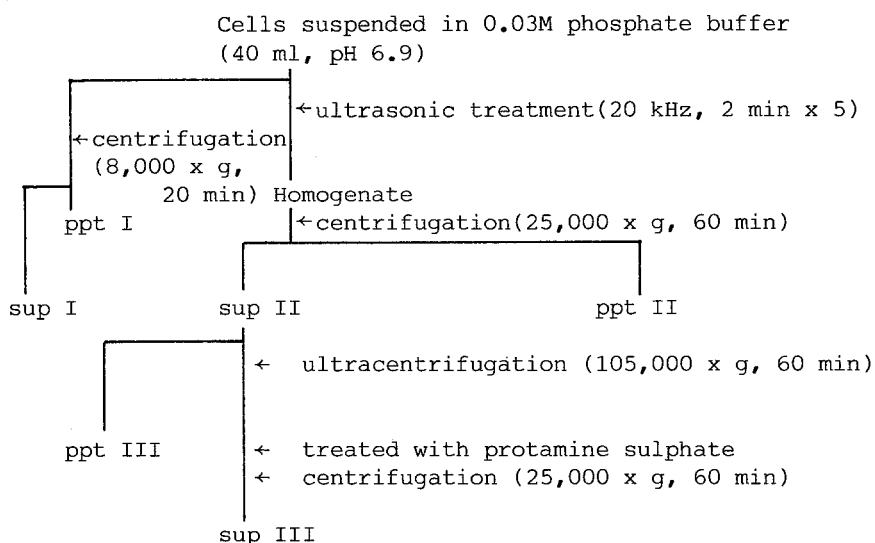 Cells suspended in 0.03M phosphate buffer
(40 ml, pH 6.9)
←ultrasonic treatment(20 kHz, 2 min x 5)
←centrifugation
(8,000 x g,
20 min) Homogenate
ppt I
←centrifugation(25,000 x g, 60 min)
sup I
sup II
ppt II
← ultracentrifugation (105,000 x g, 60 min)
ppt III
← treated with protamine sulphate
← centrifugation (25,000 x g, 60 min)
sup III